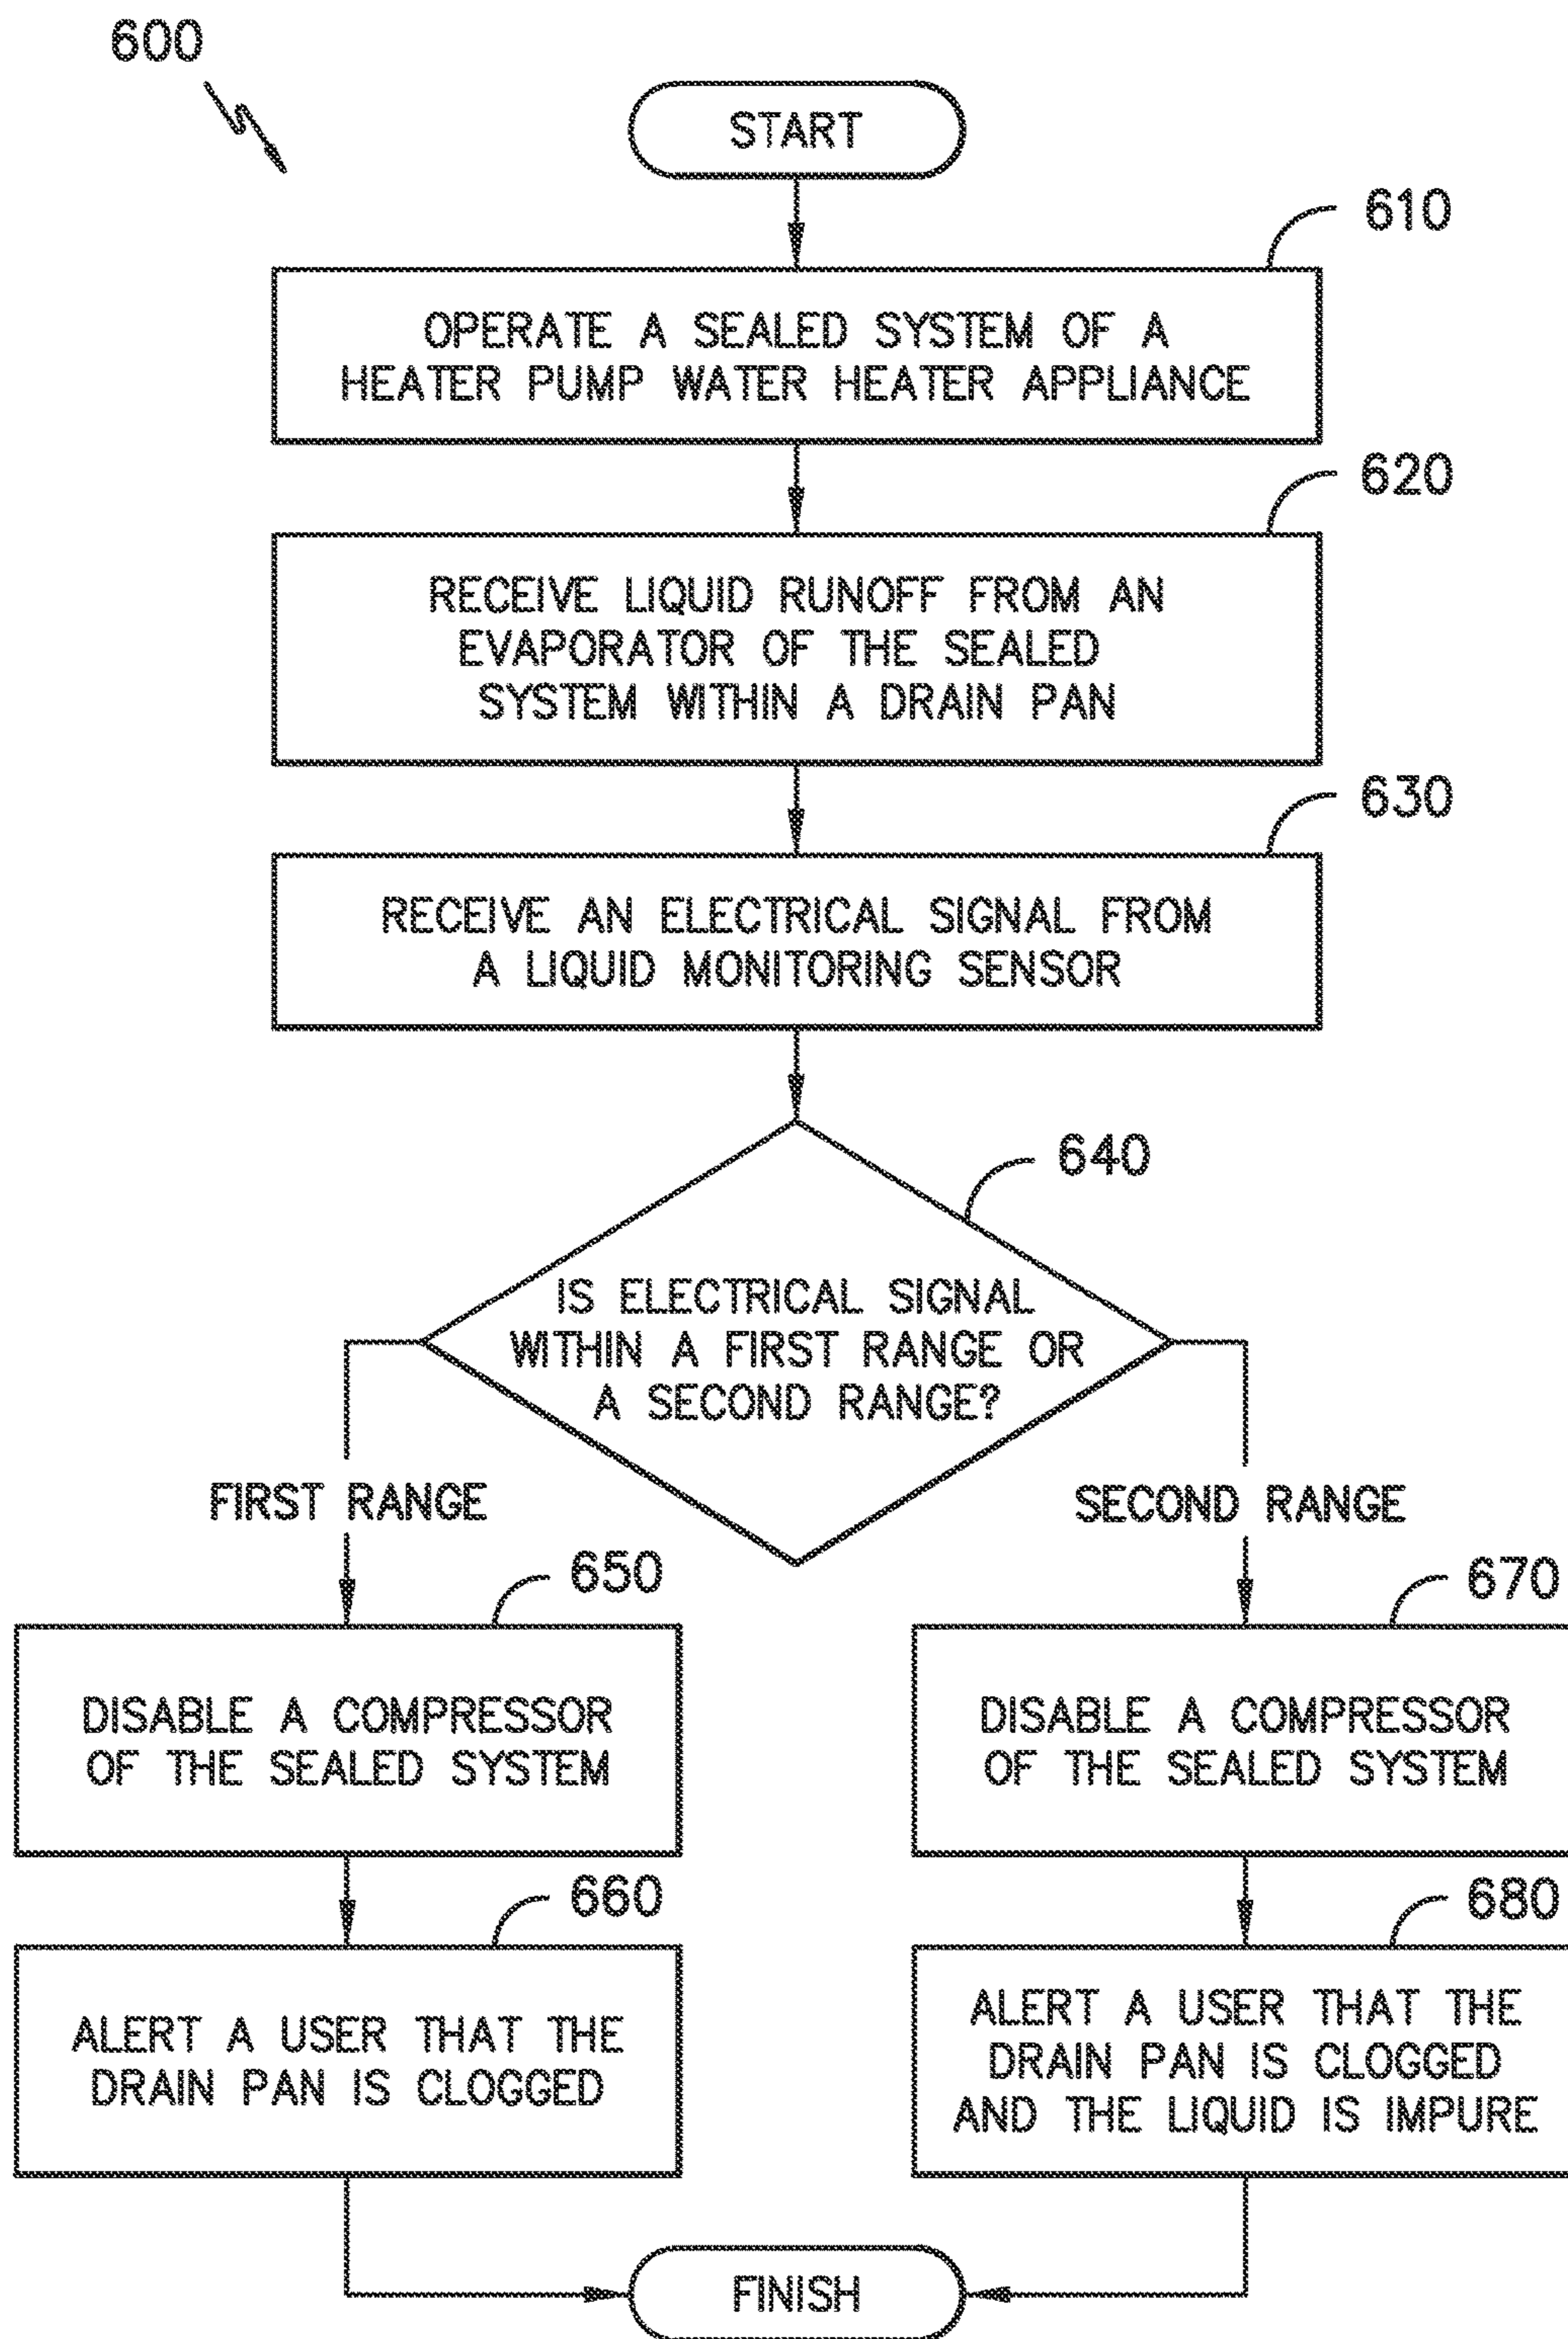 600
START
610
OPERATE A SEALED SYSTEM OF A
HEATER PUMP WATER HEATER APPLIANCE
620
RECEIVE LIQUID RUNOFF FROM AN
EVAPORATOR OF THE SEALED
SYSTEM WITHIN A DRAIN PAN
630
RECEIVE AN ELECTRICAL SIGNAL FROM
A LIQUID MONITORING SENSOR
640
IS ELECTRICAL SIGNAL
WITHIN A FIRST RANGE OR
A SECOND RANGE?
FIRST RANGE
650
DISABLE A COMPRESSOR
OF THE SEALED SYSTEM
660
ALERT A USER THAT THE
DRAIN PAN IS CLOGGED
SECOND RANGE
670
DISABLE A COMPRESSOR
OF THE SEALED SYSTEM
680
ALERT A USER THAT THE
DRAIN PAN IS CLOGGED
AND THE LIQUID IS IMPURE
FINISH